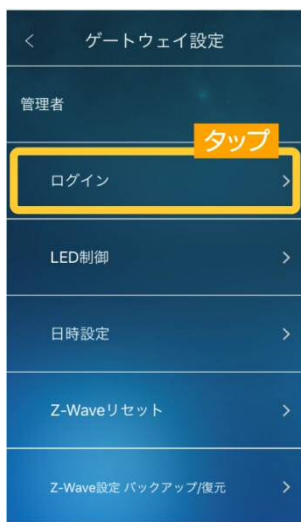 ＜ ゲートウェイ設定
管理者
タップ
ログイン ＞
LED制御 ＞
日時設定 ＞
Z-Waveリセット ＞
Z-Wave設定 バックアップ/復元 ＞